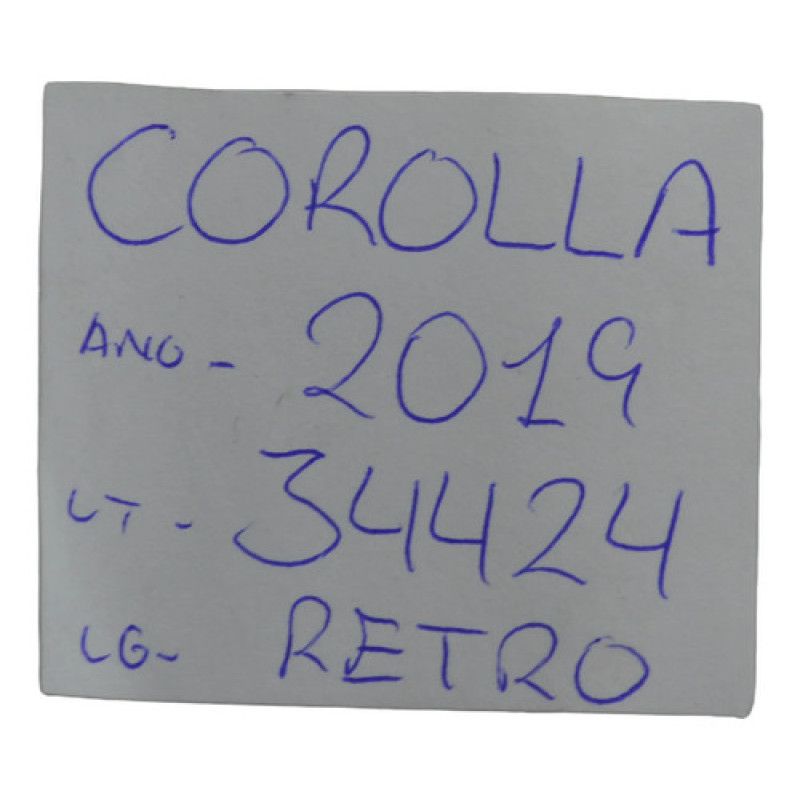 COROLLA
ANO - 2019
LT - 34424
LG - RETRO